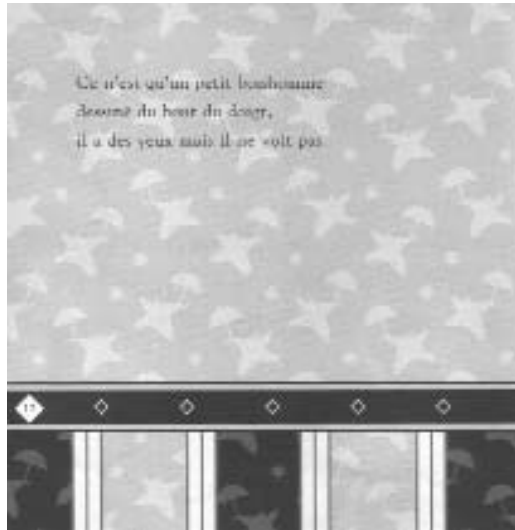 Ce n'est qu'un petit bonhomme
dessiné du bout du doigt,
il a des yeux mais il ne voit pas